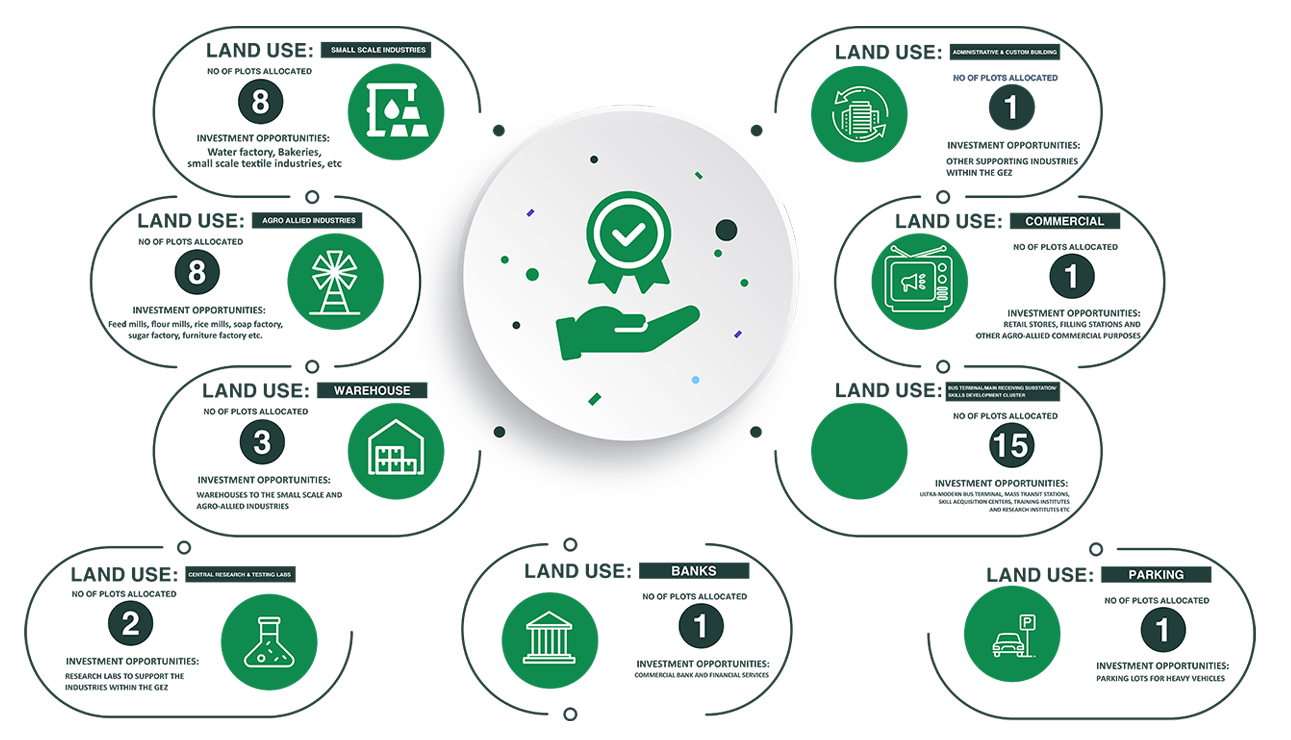 LAND USE: SMALL SCALE INDUSTRIES
NO OF PLOTS ALLOCATED
8
INVESTMENT OPPORTUNITIES:
Water factory, Bakeries,
small scale textile industries, etc
LAND USE: ADMINISTRATIVE & CUSTOM BUILDING
NO OF PLOTS ALLOCATED
1
INVESTMENT OPPORTUNITIES:
OTHER SUPPORTING INDUSTRIES
WITHIN THE GEZ
LAND USE: AGRO ALLIED INDUSTRIES
NO OF PLOTS ALLOCATED
8
INVESTMENT OPPORTUNITIES:
Feed mills, flour mills, rice mills, soap factory,
sugar factory, furniture factory etc.
LAND USE: COMMERCIAL
NO OF PLOTS ALLOCATED
1
INVESTMENT OPPORTUNITIES:
RETAIL STORES, FILLING STATIONS AND
OTHER AGRO-ALLIED COMMERCIAL PURPOSES
LAND USE: WAREHOUSE
NO OF PLOTS ALLOCATED
3
INVESTMENT OPPORTUNITIES:
WAREHOUSES TO THE SMALL SCALE AND
AGRO-ALLIED INDUSTRIES
LAND USE: BUS TERMINAL/MAIN RECEIVING SUBSTATION/
SKILLS DEVELOPMENT CLUSTER
NO OF PLOTS ALLOCATED
15
INVESTMENT OPPORTUNITIES:
ULTRA-MODERN BUS TERMINAL, MASS TRANSIT STATIONS,
SKILL ACQUISITION CENTERS, TRAINING INSTITUTES
AND RESEARCH INSTITUTES ETC
LAND USE: CENTRAL RESEARCH & TESTING LABS
NO OF PLOTS ALLOCATED
2
INVESTMENT OPPORTUNITIES:
RESEARCH LABS TO SUPPORT THE
INDUSTRIES WITHIN THE GEZ
LAND USE: BANKS
NO OF PLOTS ALLOCATED
1
INVESTMENT OPPORTUNITIES:
COMMERCIAL BANK AND FINANCIAL SERVICES
LAND USE: PARKING
P
NO OF PLOTS ALLOCATED
1
INVESTMENT OPPORTUNITIES:
PARKING LOTS FOR HEAVY VEHICLES